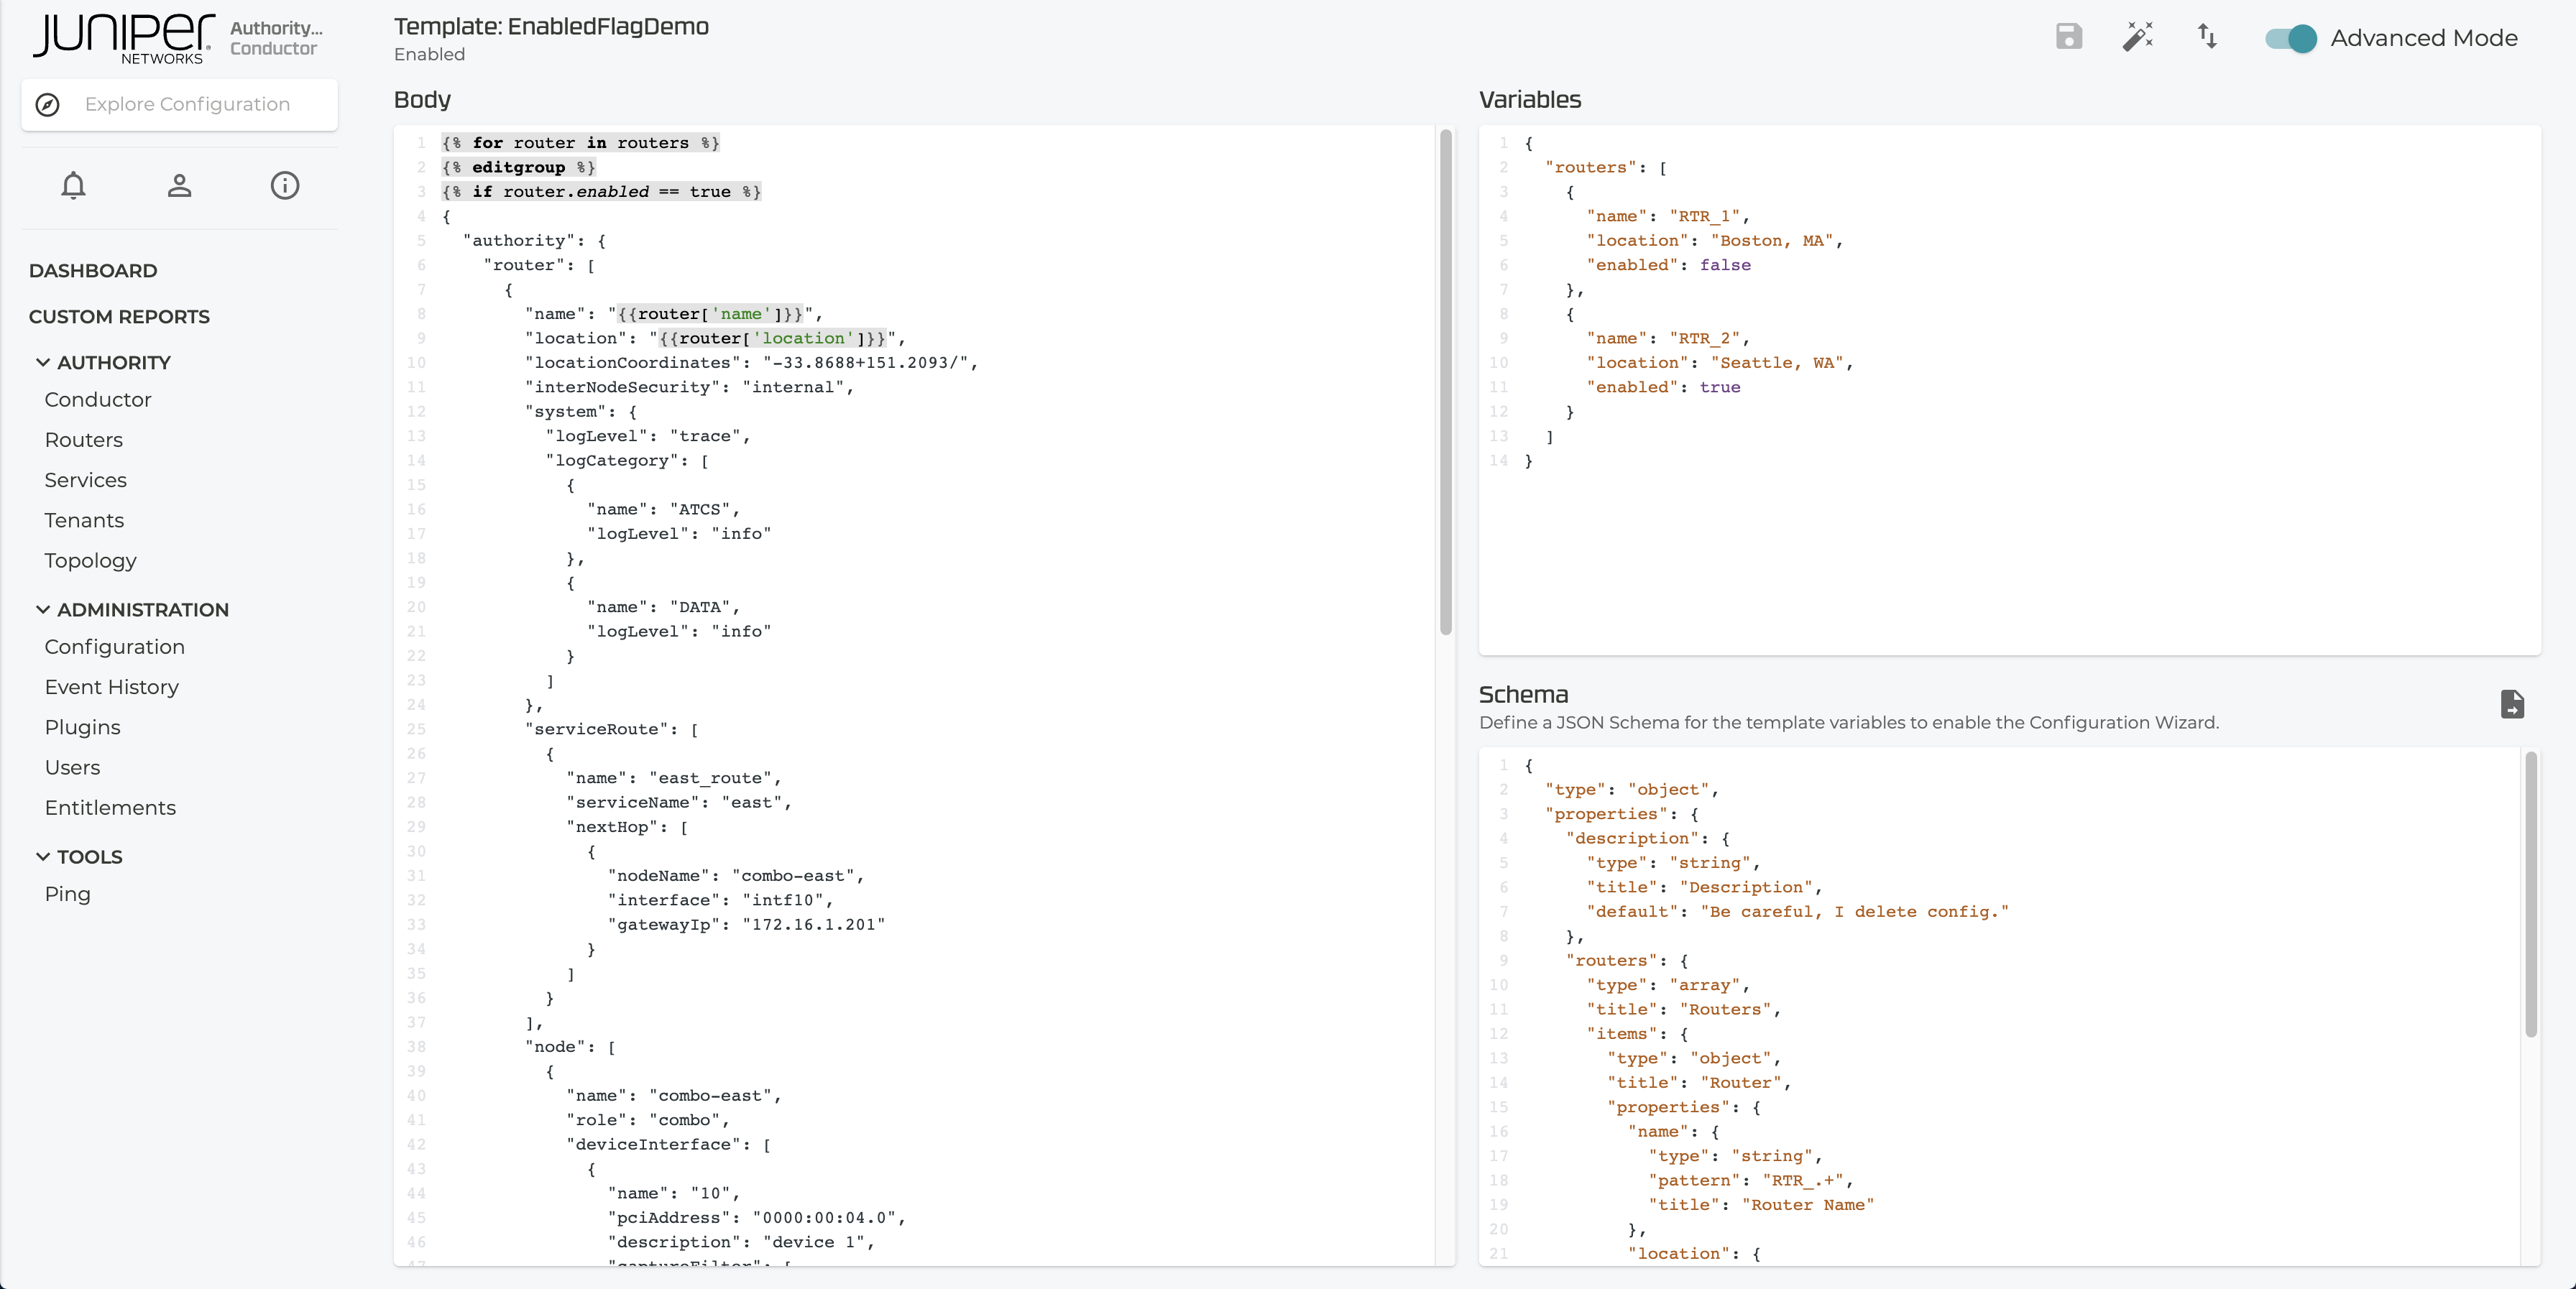 JUNIPER
NETWORKS
Authority...
Conductor
Explore Configuration
DASHBOARD
CUSTOM REPORTS
AUTHORITY
Conductor
Routers
Services
Tenants
Topology
ADMINISTRATION
Configuration
Event History
Plugins
Users
Entitlements
TOOLS
Ping
Template: EnabledFlagDemo
Enabled
Advanced Mode
Body
1 {% for router in routers %}
2 {% editgroup %}
3 {% if router.enabled == true %}
4 {
5 "authority": {
6 "router": [
7 {
8 "name": "{{router['name']}}",
9 "location": "{{router['location']}}",
10 "locationCoordinates": "-33.8688+151.2093/",
11 "interNodeSecurity": "internal",
12 "system": {
13 "logLevel": "trace",
14 "logCategory": [
15 {
16 "name": "ATCS",
17 "logLevel": "info"
18 },
19 {
20 "name": "DATA",
21 "logLevel": "info"
22 }
23 ]
24 },
25 "serviceRoute": [
26 {
27 "name": "east_route",
28 "serviceName": "east",
29 "nextHop": [
30 {
31 "nodeName": "combo-east",
32 "interface": "intf10",
33 "gatewayIp": "172.16.1.201"
34 }
35 ]
36 }
37 ],
38 "node": [
39 {
40 "name": "combo-east",
41 "role": "combo",
42 "deviceInterface": [
43 {
44 "name": "10",
45 "pciAddress": "0000:00:04.0",
46 "description": "device 1",
47 "captureFilter": [
Variables
1 {
2 "routers": [
3 {
4 "name": "RTR_1",
5 "location": "Boston, MA",
6 "enabled": false
7 },
8 {
9 "name": "RTR_2",
10 "location": "Seattle, WA",
11 "enabled": true
12 }
13 ]
14 }
Schema
Define a JSON Schema for the template variables to enable the Configuration Wizard.
1 {
2 "type": "object",
3 "properties": {
4 "description": {
5 "type": "string",
6 "title": "Description",
7 "default": "Be careful, I delete config."
8 },
9 "routers": {
10 "type": "array",
11 "title": "Routers",
12 "items": {
13 "type": "object",
14 "title": "Router",
15 "properties": {
16 "name": {
17 "type": "string",
18 "pattern": "RTR_.+",
19 "title": "Router Name"
20 },
21 "location": {